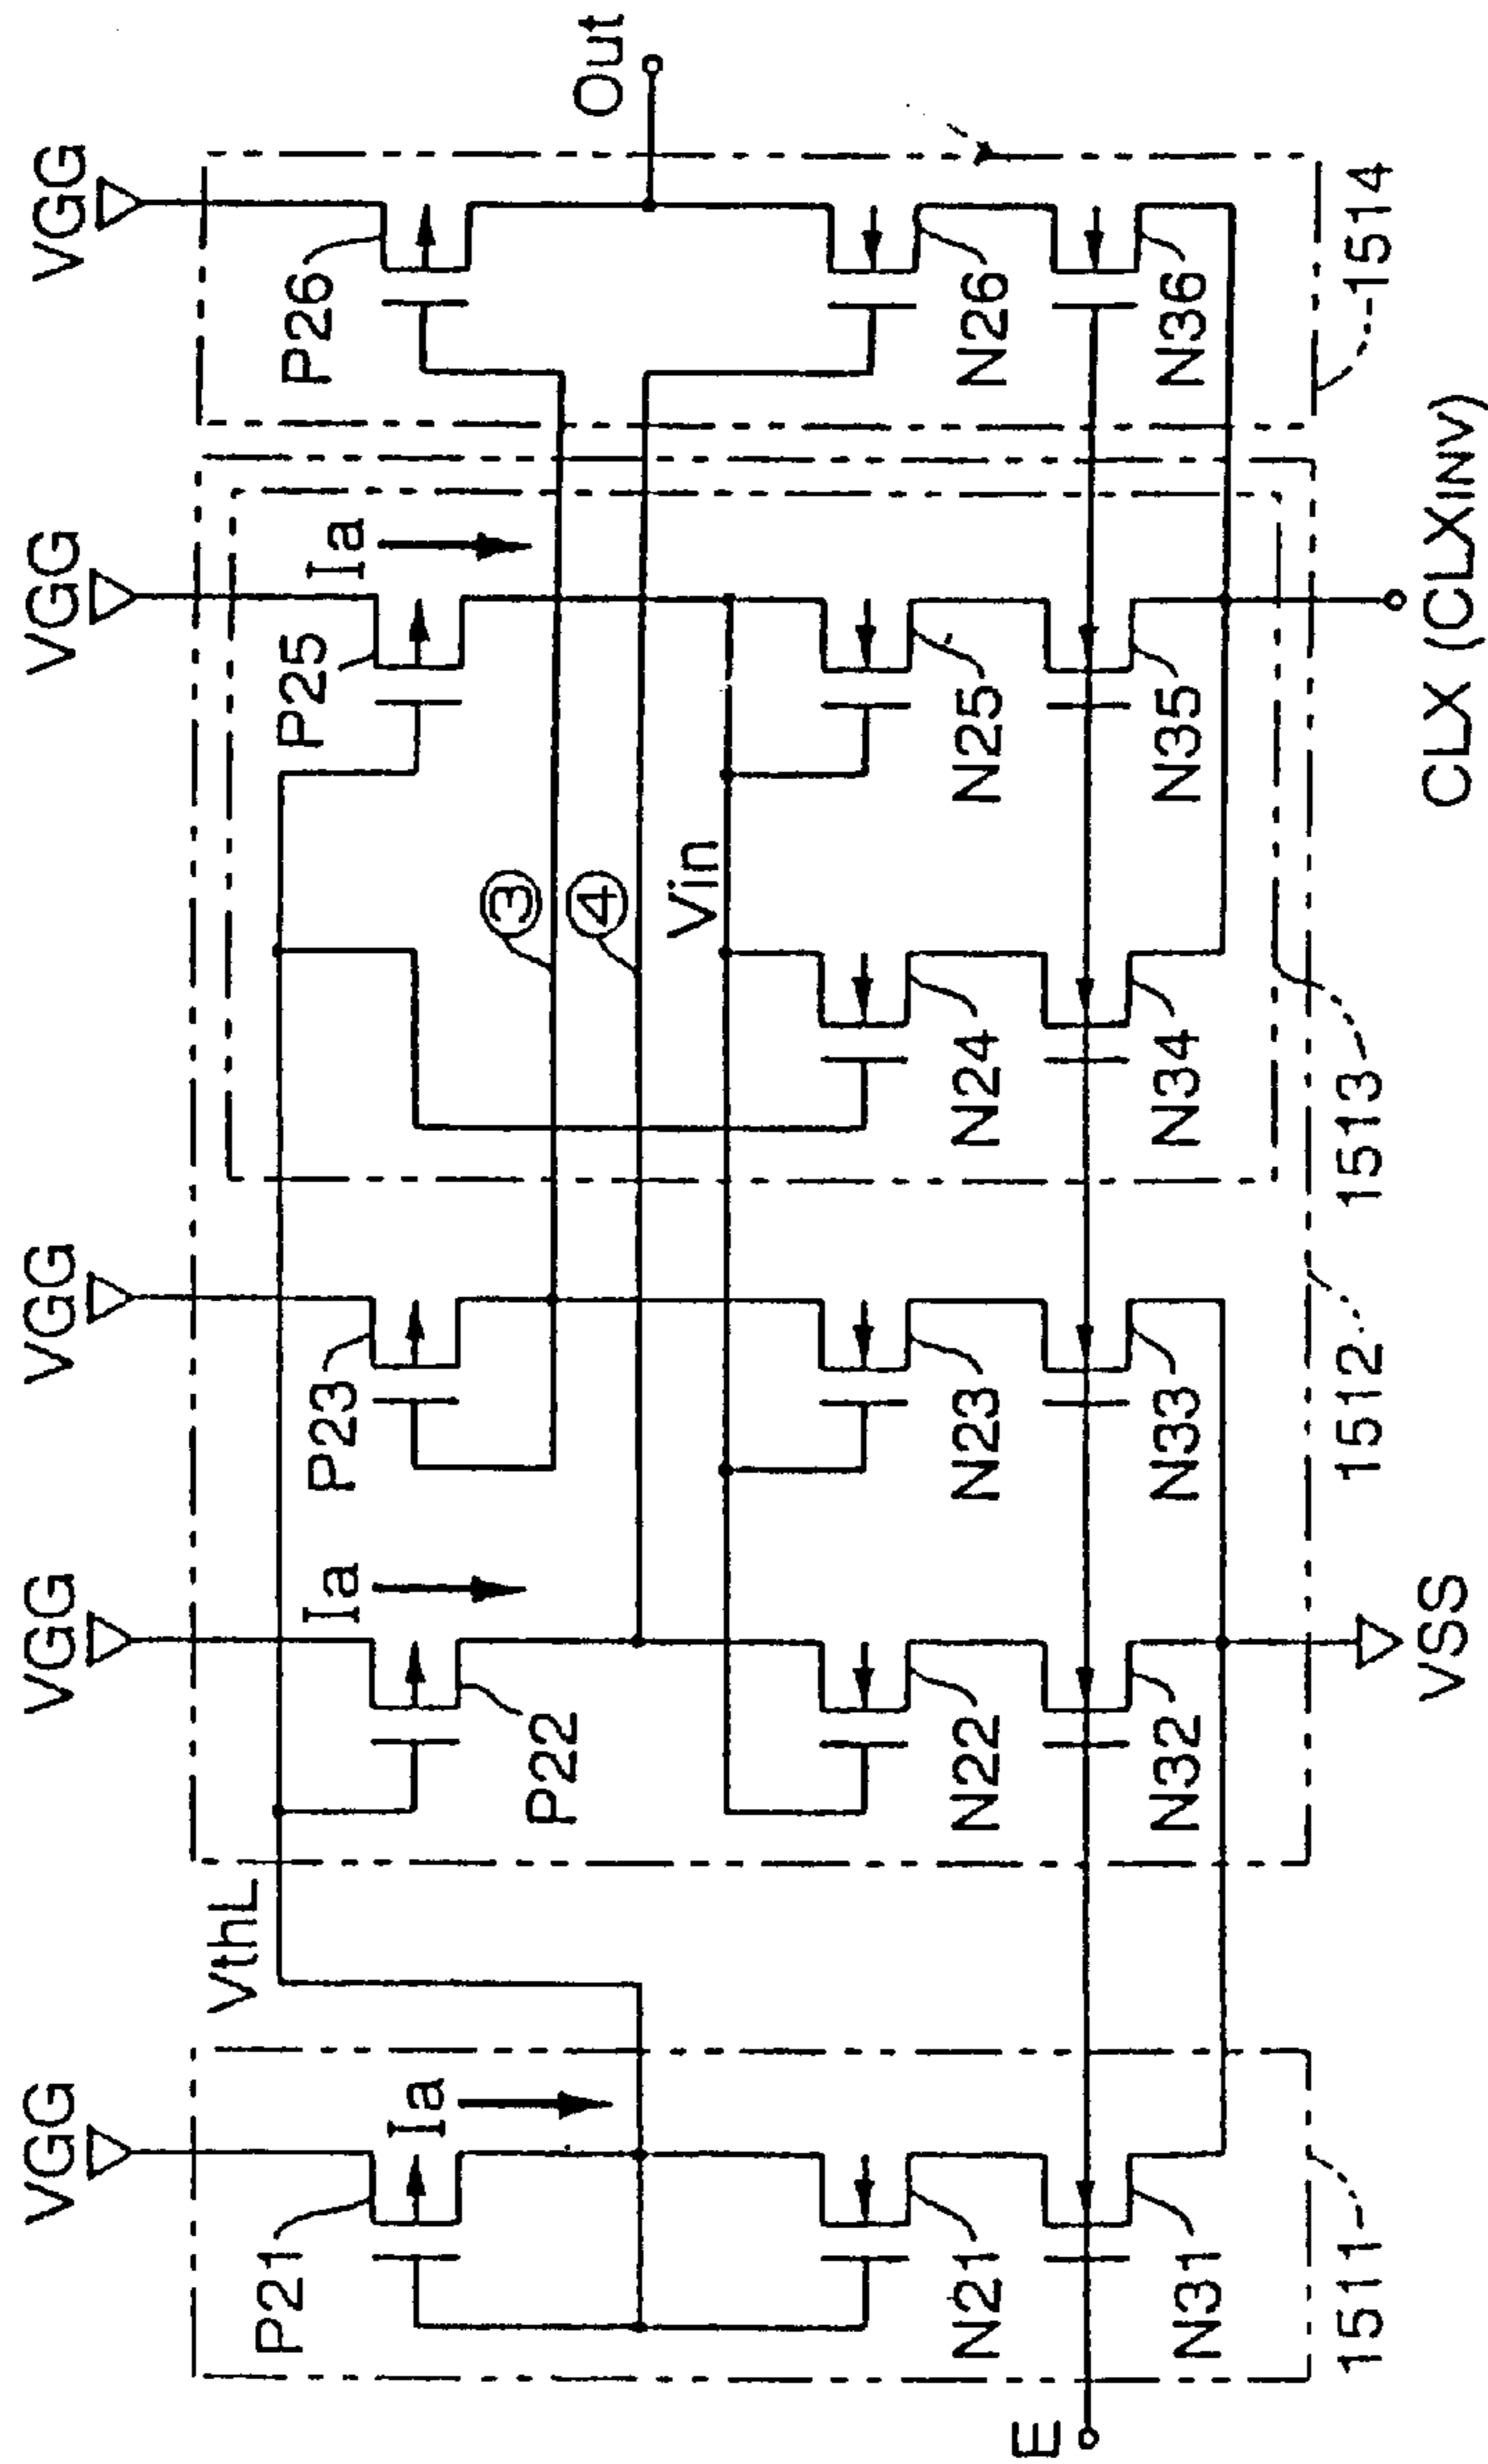 VGG
VGG
VGG
VGG
VGG
P21
Ia
VthL
P22
Ia
P23
③
④
Vin
P25
Ia
P26
Out
N21
N22
N23
N24
N25
N26
E
N31
N32
N33
N34
N35
N36
1511
VSS
1512
1513
CLX (CLXINV)
1514